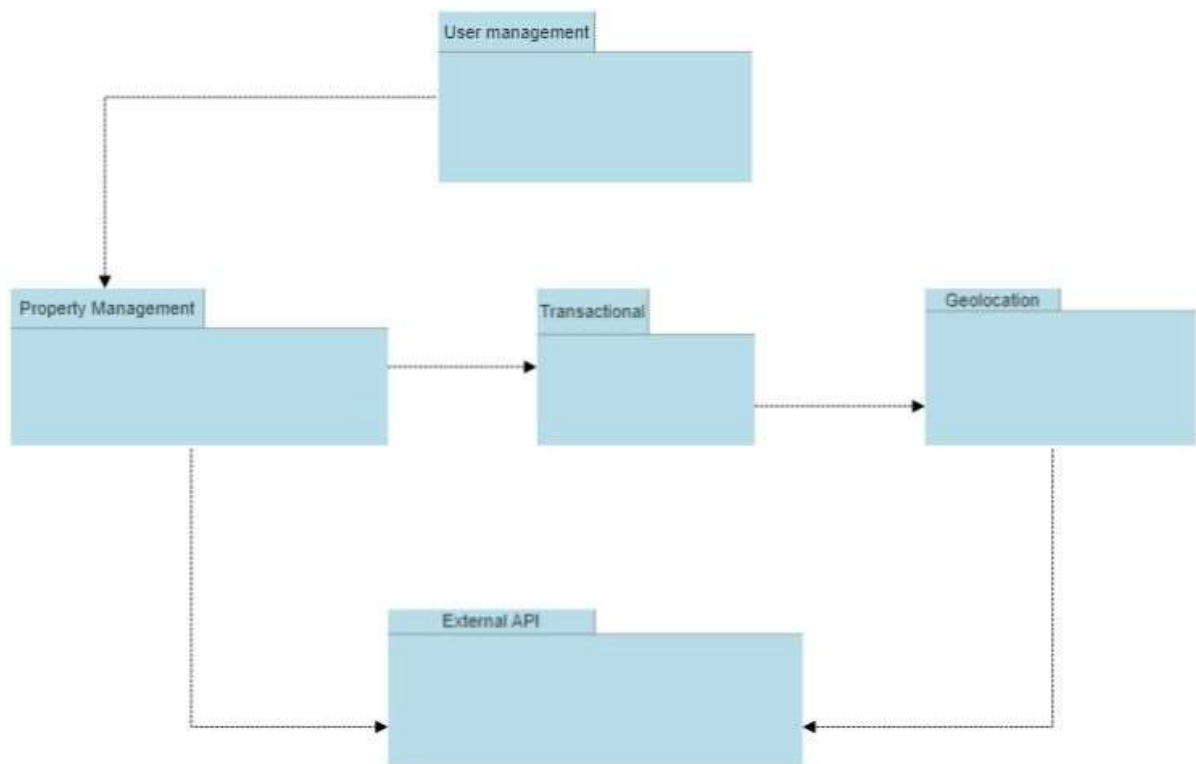 User management
Property Management
Transactional
Geolocation
External API